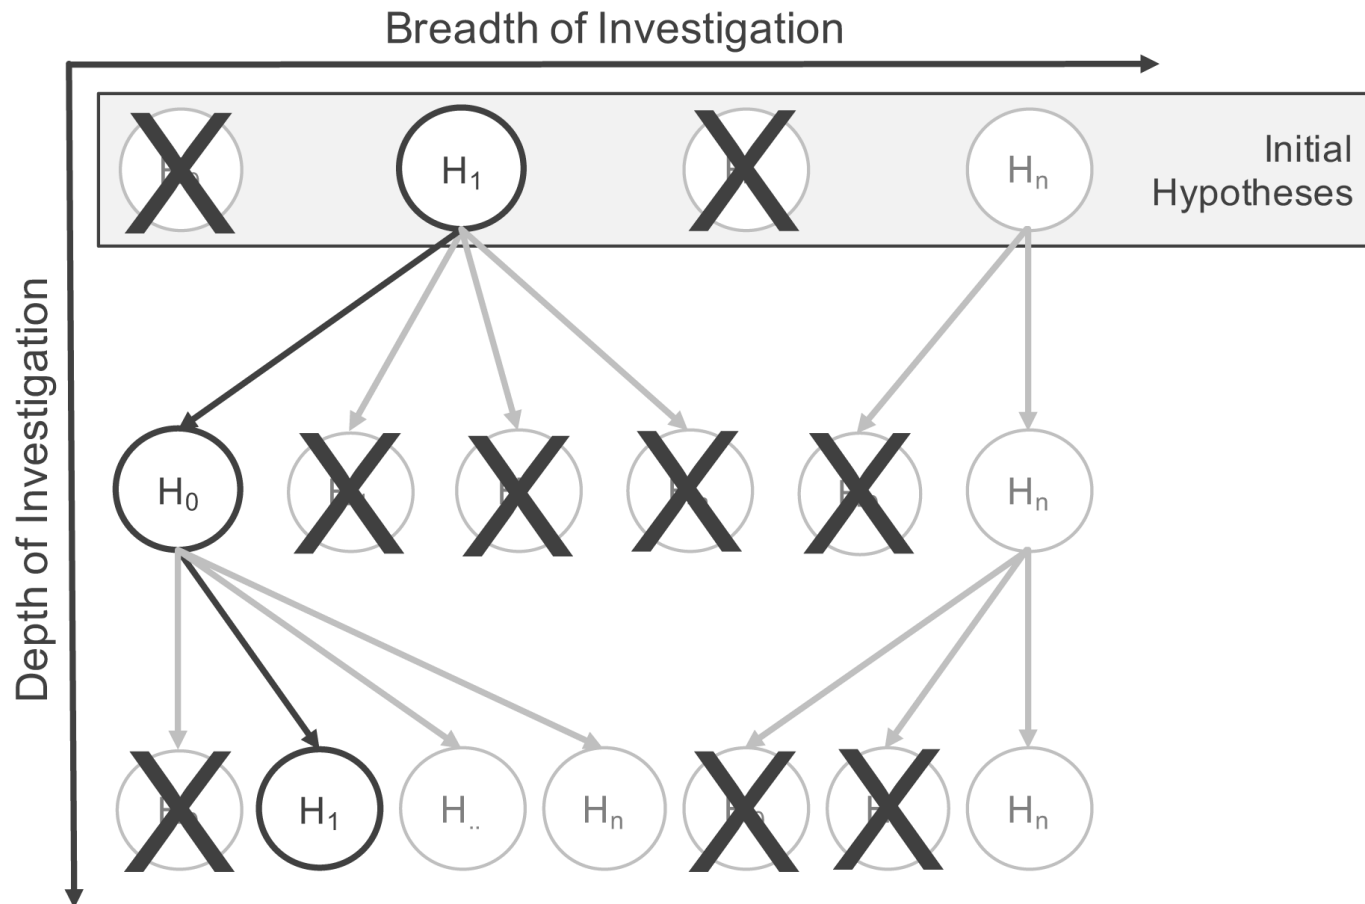 Breadth of Investigation
Initial
Hypotheses
H1
Hn
Depth of Investigation
H0
Hn
H1
H..
Hn
Hn